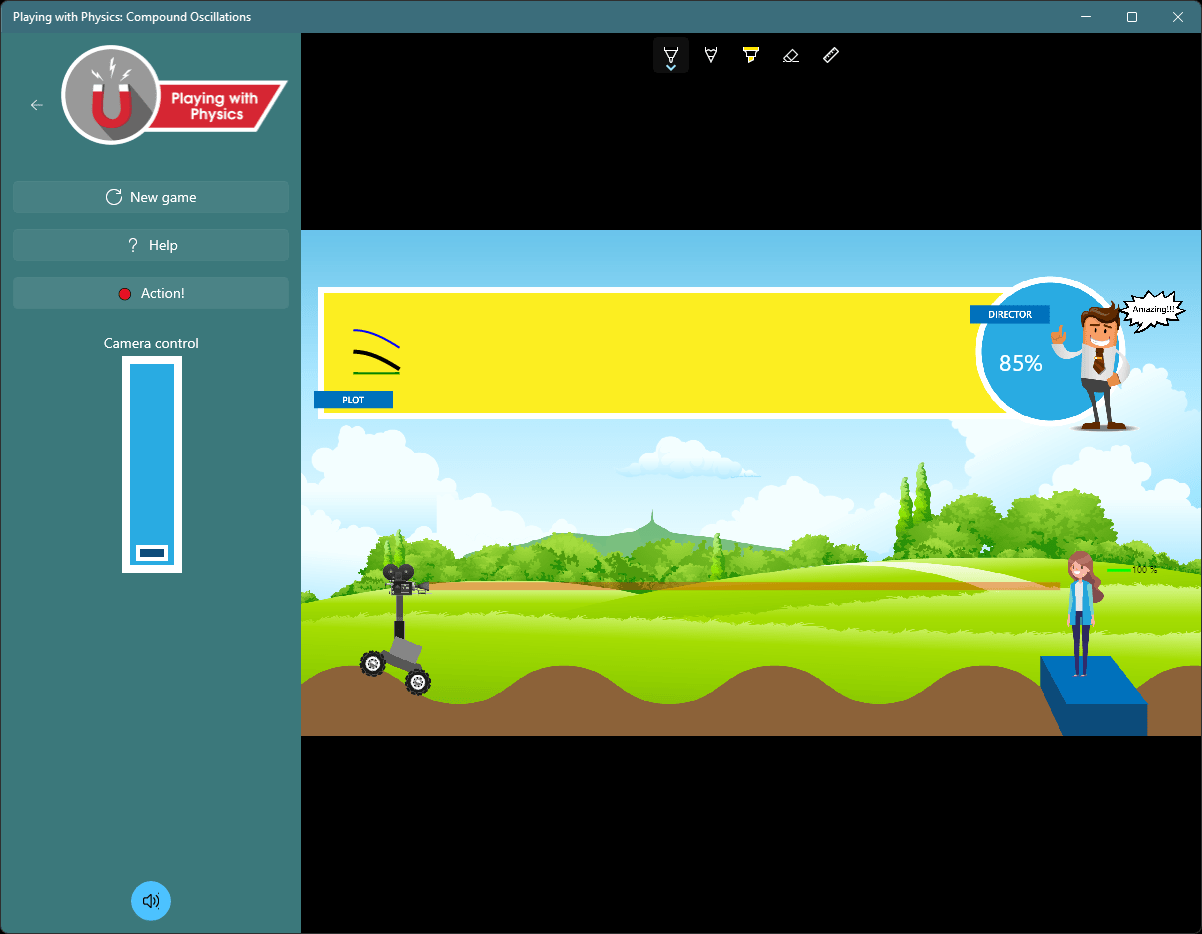 Playing with Physics: Compound Oscillations
Playing with
Physics
New game
? Help
Action!
Camera control
DIRECTOR
Amazing!!!
85%
PLOT
100 %